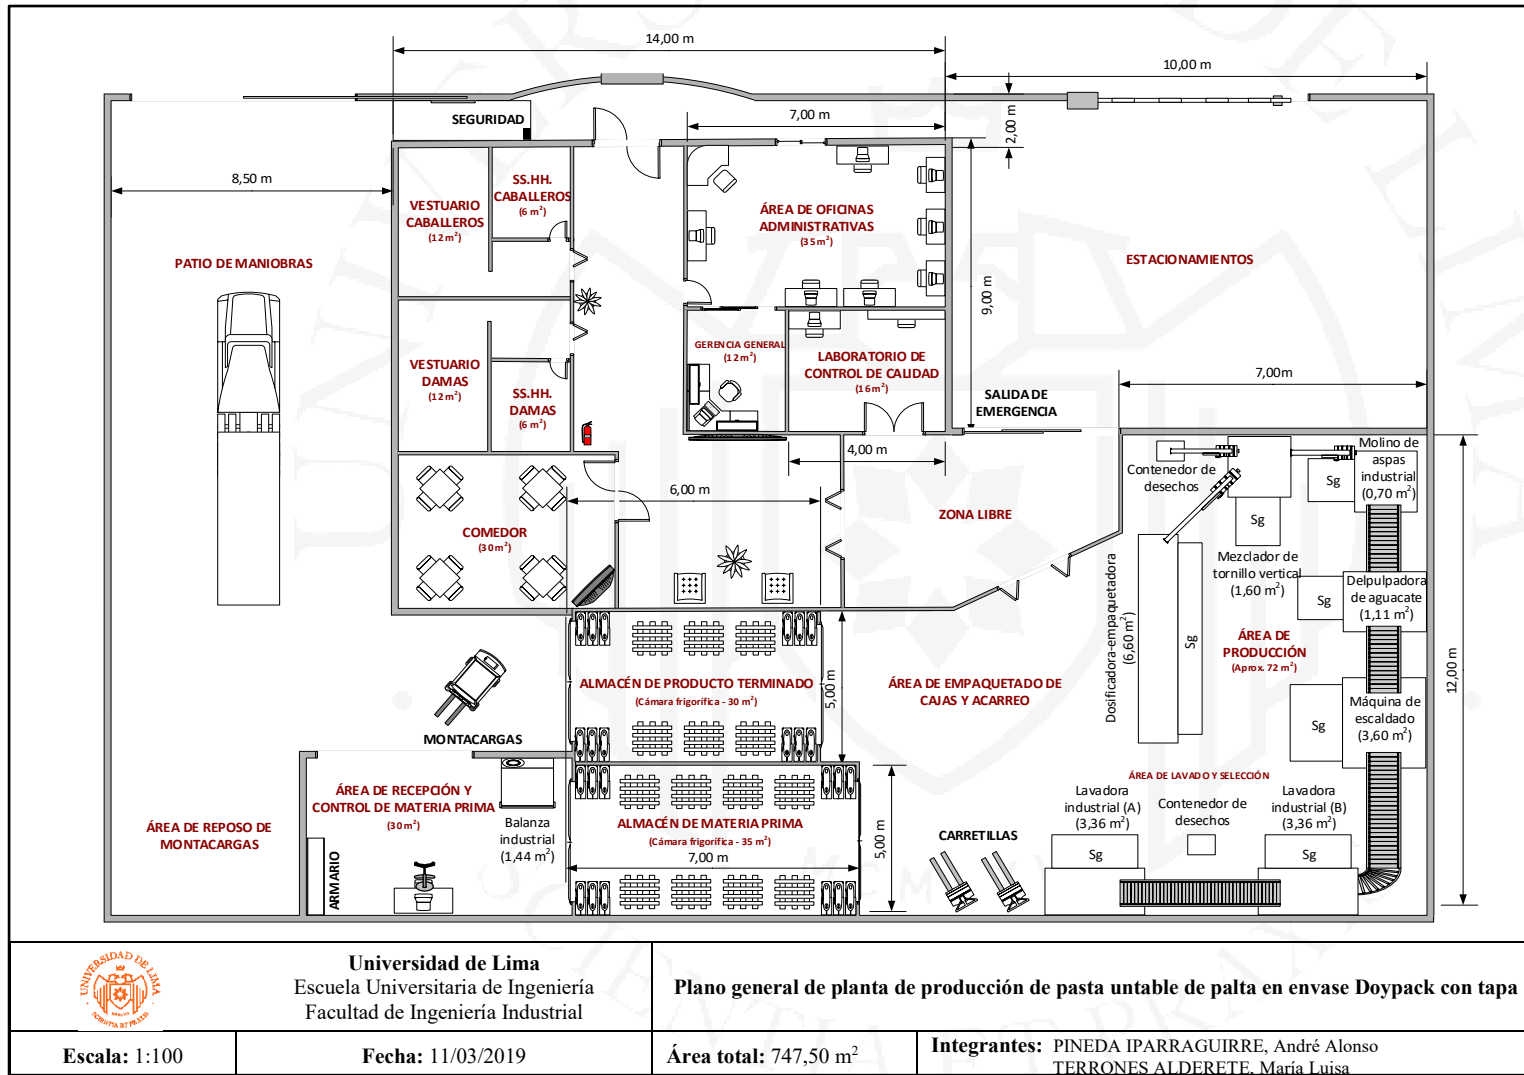 14,00 m
10,00 m
SEGURIDAD
7,00 m
2,00 m
8,50 m
VESTUARIO
CABALLEROS
(12 m²)
SS.HH.
CABALLEROS
(6 m²)
ÁREA DE OFICINAS
ADMINISTRATIVAS
(35 m²)
PATIO DE MANIOBRAS
ESTACIONAMIENTOS
9,00 m
VESTUARIO
DAMAS
(12 m²)
SS.HH.
DAMAS
(6 m²)
GERENCIA GENERAL
(12 m²)
LABORATORIO DE
CONTROL DE CALIDAD
(16 m²)
SALIDA DE
EMERGENCIA
7,00m
4,00 m
6,00 m
COMEDOR
(30 m²)
ZONA LIBRE
Contenedor de
desechos
Molino de
aspas
industrial
(0,70 m²)
Sg
Sg
Mezclador de
tornillo vertical
(1,60 m²)
Delpulpadora
de aguacate
(1,11 m²)
Sg
Dosificadora-empaquetadora
(6,60 m²)
Sg
ÁREA DE
PRODUCCIÓN
(Aprox. 72 m²)
12,00 m
Máquina de
escaldado
(3,60 m²)
Sg
ALMACÉN DE PRODUCTO TERMINADO
(Cámara frigorífica - 30 m²)
5,00 m
ÁREA DE EMPAQUETADO DE
CAJAS Y ACARREO
MONTACARGAS
ÁREA DE RECEPCIÓN Y
CONTROL DE MATERIA PRIMA
(30 m²)
ÁREA DE REPOSO DE
MONTACARGAS
Balanza
industrial
(1,44 m²)
ARMARIO
ALMACÉN DE MATERIA PRIMA
(Cámara frigorífica - 35 m²)
7,00 m
5,00 m
CARRETILLAS
ÁREA DE LAVADO Y SELECCIÓN
Lavadora
industrial (A)
(3,36 m²)
Sg
Contenedor de
desechos
Lavadora
industrial (B)
(3,36 m²)
Sg
UNIVERSIDAD DE LIMA
SCIENTIA ET PRAXIS
Universidad de Lima
Escuela Universitaria de Ingeniería
Facultad de Ingeniería Industrial
Plano general de planta de producción de pasta untable de palta en envase Doypack con tapa
Escala: 1:100
Fecha: 11/03/2019
Área total: 747,50 m²
Integrantes: PINEDA IPARRAGUIRRE, André Alonso
TERRONES ALDERETE, María Luisa